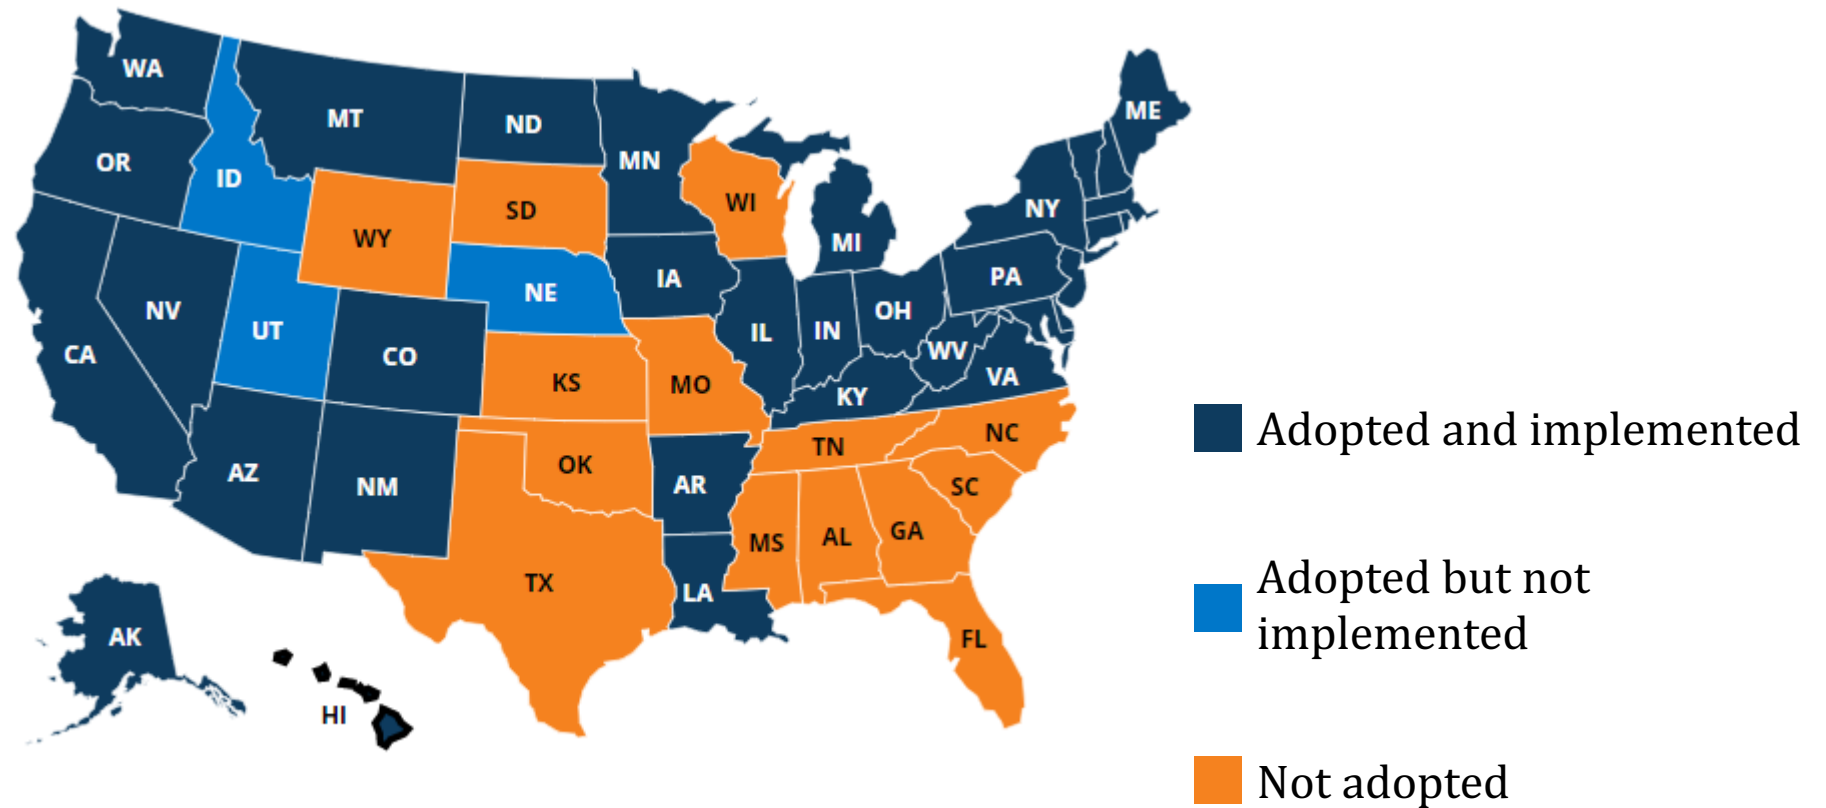 WA
MT
ND
MN
ME
OR
ID
SD
WI
NY
WY
MI
IA
PA
NE
NV
UT
CO
IL
IN
OH
WV
CA
VA
KS
MO
KY
Adopted and implemented
NC
TN
AZ
NM
OK
AR
SC
MS
AL
GA
TX
LA
Adopted but not
implemented
AK
FL
HI
Not adopted